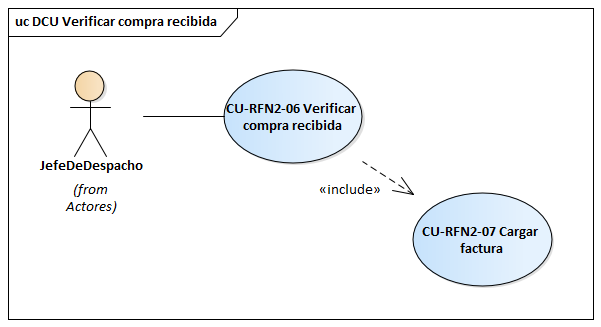 uc DCU Verificar compra recibida
CU-RFN2-06 Verificar
compra recibida
JefeDeDespacho
(from
Actores)
«include»
CU-RFN2-07 Cargar
factura